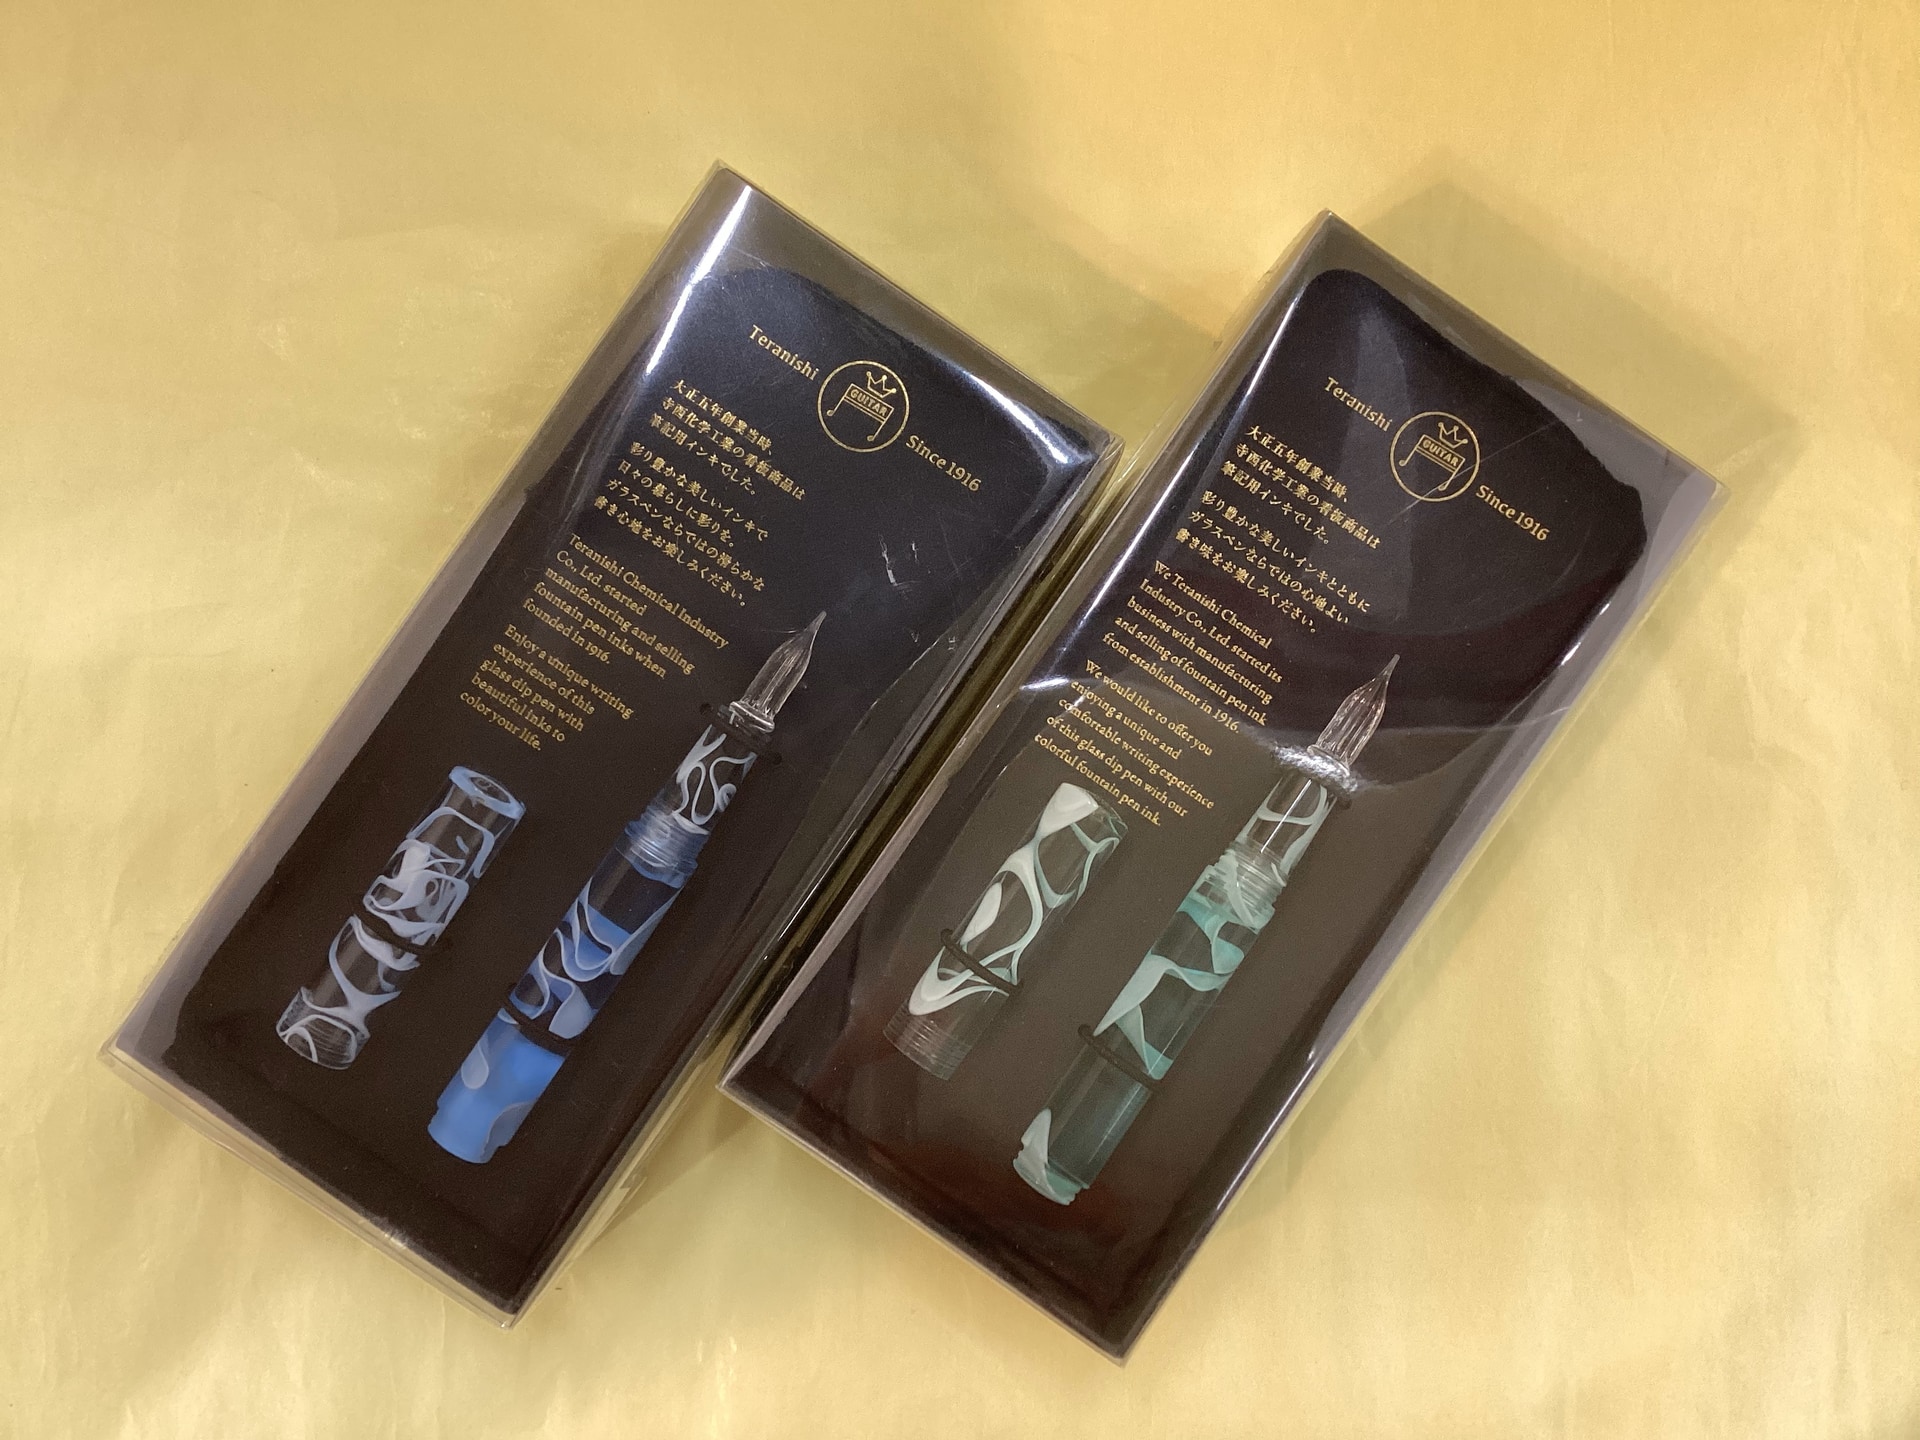 Teranishi
GUITAR
Since 1916
大正五年創業当時、
寺西化学工業の看板商品は
筆記用インキでした。
彩り豊かな美しいインキで
日々の暮らしに彩りを。
ガラスペンならではの滑らかな
書き心地をお楽しみください。
Teranishi Chemical Industry
Co., Ltd. started
manufacturing and selling
fountain pen inks when
founded in 1916.
Enjoy a unique writing
experience of this
glass dip pen with
beautiful inks to
color your life.
Teranishi
GUITAR
Since 1916
大正五年創業当時、
寺西化学工業の看板商品は
筆記用インキでした。
彩り豊かな美しいインキとともに
ガラスペンならではの心地よい
書き味をお楽しみください。
We Teranishi Chemical
Industry Co., Ltd. started its
business with manufacturing
and selling of fountain pen ink
from establishment in 1916.
We would like to offer you
enjoying a unique and
comfortable writing experience
of this glass dip pen with our
colorful fountain pen ink.